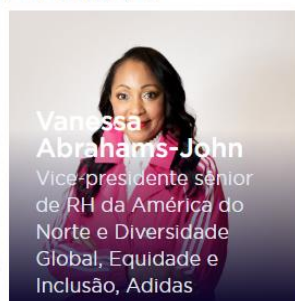 Vanessa
Abrahams-John
Vice-presidente sênior
de RH da América do
Norte e Diversidade
Global, Equidade e
Inclusão, Adidas